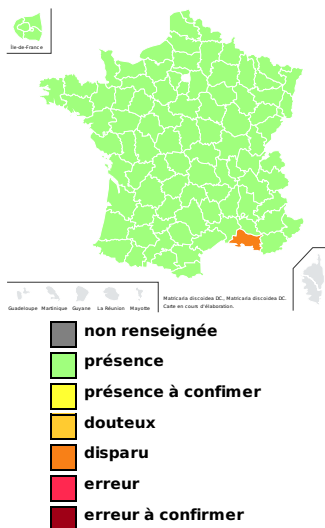 Île-de-France
Guadeloupe Martinique Guyane La Réunion Mayotte
Matricaria discoidea DC., Matricaria discoidea DC.
Carte en cours d'élaboration.
non renseignée
présence
présence à confimer
douteux
disparu
erreur
erreur à confirmer